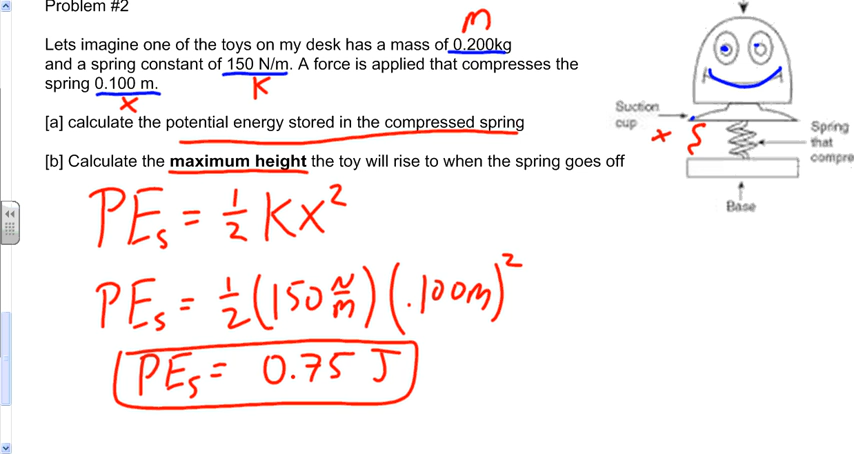 Problem #2
m
Lets imagine one of the toys on my desk has a mass of 0.200kg
and a spring constant of 150 N/m. A force is applied that compresses the
K
spring 0.100 m.
x
[a] calculate the potential energy stored in the compressed spring
[b] Calculate the maximum height the toy will rise to when the spring goes off
PEs = 1/2 Kx²
PEs = 1/2 (150 N/m) (.100m)²
PEs = 0.75 J
Suction
cup
x
Spring
that
compre
Base